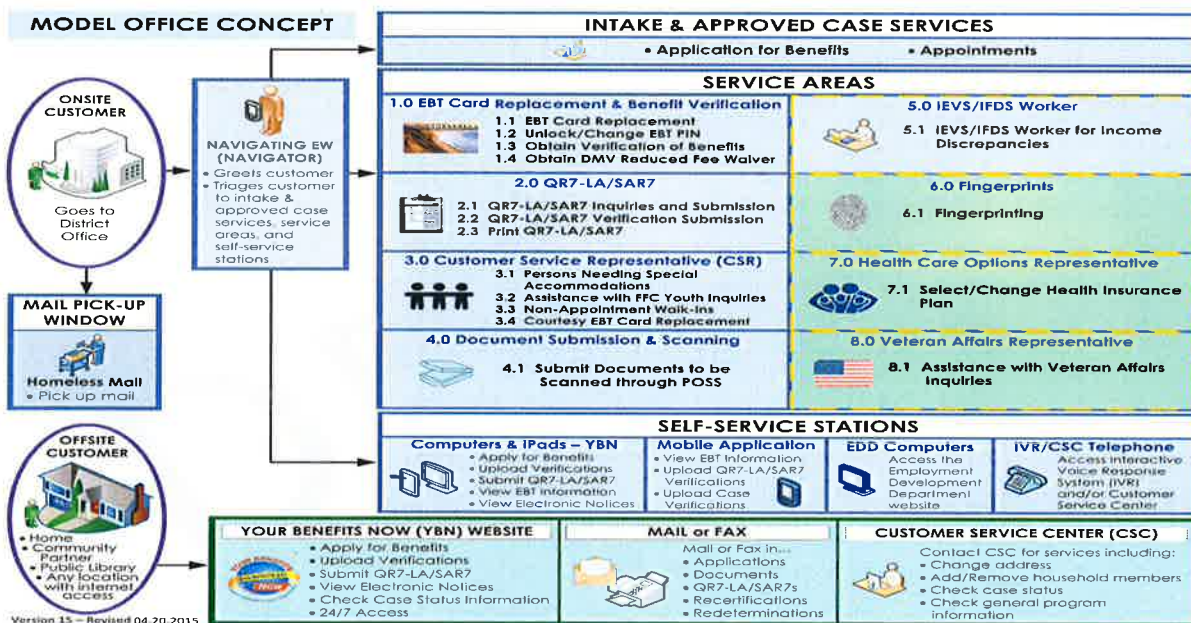 MODEL OFFICE CONCEPT
ONSITE
CUSTOMER
Goes to
District
Office
MAIL PICK-UP
WINDOW
Homeless Mail
• Pick up mail
NAVIGATING EW
(NAVIGATOR)
• Greets customer
• Triages customer
to intake &
approved case
services, service
areas, and
self-service
stations
INTAKE & APPROVED CASE SERVICES
• Application for Benefits • Appointments
SERVICE AREAS
1.0 EBT Card Replacement & Benefit Verification
1.1 EBT Card Replacement
1.2 Unlock/Change EBT PIN
1.3 Obtain Verification of Benefits
1.4 Obtain DMV Reduced Fee Waiver
2.0 QR7-LA/SAR7
2.1 QR7-LA/SAR7 Inquiries and Submission
2.2 QR7-LA/SAR7 Verification Submission
2.3 Print QR7-LA/SAR7
3.0 Customer Service Representative (CSR)
3.1 Persons Needing Special
Accommodations
3.2 Assistance with FFC Youth Inquiries
3.3 Non-Appointment Walk-Ins
3.4 Courtesy EBT Card Replacement
4.0 Document Submission & Scanning
4.1 Submit Documents to be
Scanned through POSS
5.0 IEVS/IFDS Worker
5.1 IEVS/IFDS Worker for Income
Discrepancies
6.0 Fingerprints
6.1 Fingerprinting
7.0 Health Care Options Representative
7.1 Select/Change Health Insurance
Plan
8.0 Veteran Affairs Representative
8.1 Assistance with Veteran Affairs
Inquiries
SELF-SERVICE STATIONS
Computers & iPads – YBN
• Apply for Benefits
• Upload Verifications
• Submit QR7-LA/SAR7
• View EBT Information
• View Electronic Notices
Mobile Application
• View EBT Information
• Upload QR7-LA/SAR7
Verifications
• Upload Case
Verifications
EDD Computers
Access the
Employment
Development
Department
website
IVR/CSC Telephone
Access Interactive
Voice Response
System (IVR)
and/or Customer
Service Center
OFFSITE
CUSTOMER
• Home
• Community
Partner
• Public Library
• Any location
with internet
access
YOUR BENEFITS NOW (YBN) WEBSITE
• Apply for Benefits
• Upload Verifications
• Submit QR7-LA/SAR7
• View Electronic Notices
• Check Case Status Information
• 24/7 Access
MAIL or FAX
Mail or Fax in...
• Applications
• Documents
• QR7-LA/SAR7s
• Recertifications
• Redeterminations
CUSTOMER SERVICE CENTER (CSC)
Contact CSC for services including:
• Change address
• Add/Remove household members
• Check case status
• Check general program
information
Version 15 – Revised 04.20.2015